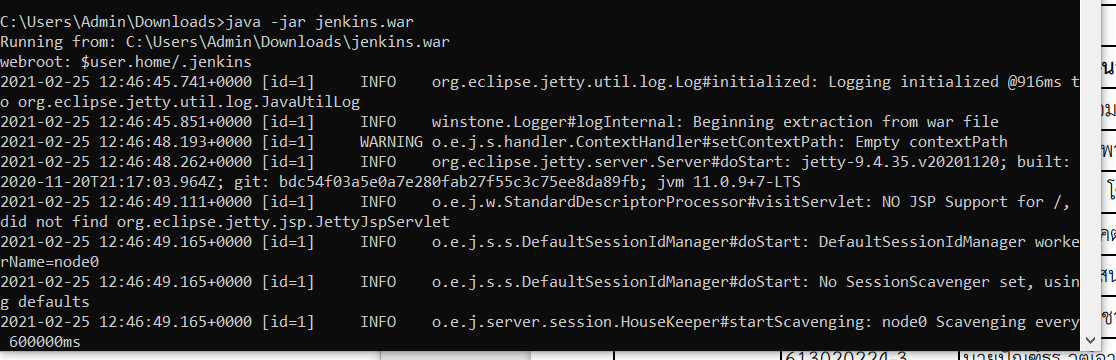 C:\Users\Admin\Downloads>java -jar jenkins.war
Running from: C:\Users\Admin\Downloads\jenkins.war
webroot: $user.home/.jenkins
2021-02-25 12:46:45.741+0000 [id=1]     INFO    org.eclipse.jetty.util.log.Log#initialized: Logging initialized @916ms t
o org.eclipse.jetty.util.log.JavaUtilLog
2021-02-25 12:46:45.851+0000 [id=1]     INFO    winstone.Logger#logInternal: Beginning extraction from war file
2021-02-25 12:46:48.193+0000 [id=1]     WARNING o.e.j.s.handler.ContextHandler#setContextPath: Empty contextPath
2021-02-25 12:46:48.262+0000 [id=1]     INFO    org.eclipse.jetty.server.Server#doStart: jetty-9.4.35.v20201120; built:
2020-11-20T21:17:03.964Z; git: bdc54f03a5e0a7e280fab27f55c3c75ee8da89fb; jvm 11.0.9+7-LTS
2021-02-25 12:46:49.111+0000 [id=1]     INFO    o.e.j.w.StandardDescriptorProcessor#visitServlet: NO JSP Support for /,
did not find org.eclipse.jetty.jsp.JettyJspServlet
2021-02-25 12:46:49.165+0000 [id=1]     INFO    o.e.j.s.s.DefaultSessionIdManager#doStart: DefaultSessionIdManager worke
rName=node0
2021-02-25 12:46:49.165+0000 [id=1]     INFO    o.e.j.s.s.DefaultSessionIdManager#doStart: No SessionScavenger set, usin
g defaults
2021-02-25 12:46:49.165+0000 [id=1]     INFO    o.e.j.server.session.HouseKeeper#startScavenging: node0 Scavenging every
 600000ms